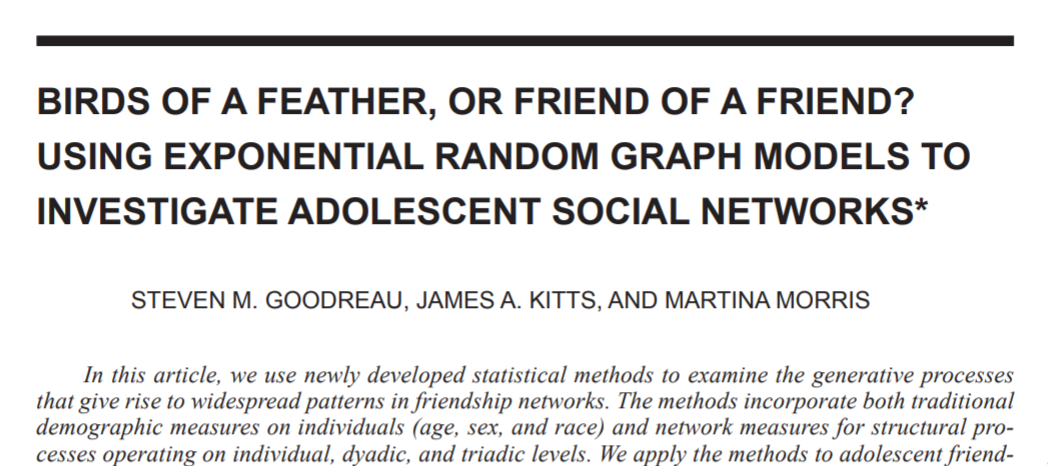 BIRDS OF A FEATHER, OR FRIEND OF A FRIEND?
USING EXPONENTIAL RANDOM GRAPH MODELS TO
INVESTIGATE ADOLESCENT SOCIAL NETWORKS*
STEVEN M. GOODREAU, JAMES A. KITTS, AND MARTINA MORRIS
In this article, we use newly developed statistical methods to examine the generative processes
that give rise to widespread patterns in friendship networks. The methods incorporate both traditional
demographic measures on individuals (age, sex, and race) and network measures for structural pro-
cesses operating on individual, dyadic, and triadic levels. We apply the methods to adolescent friend-